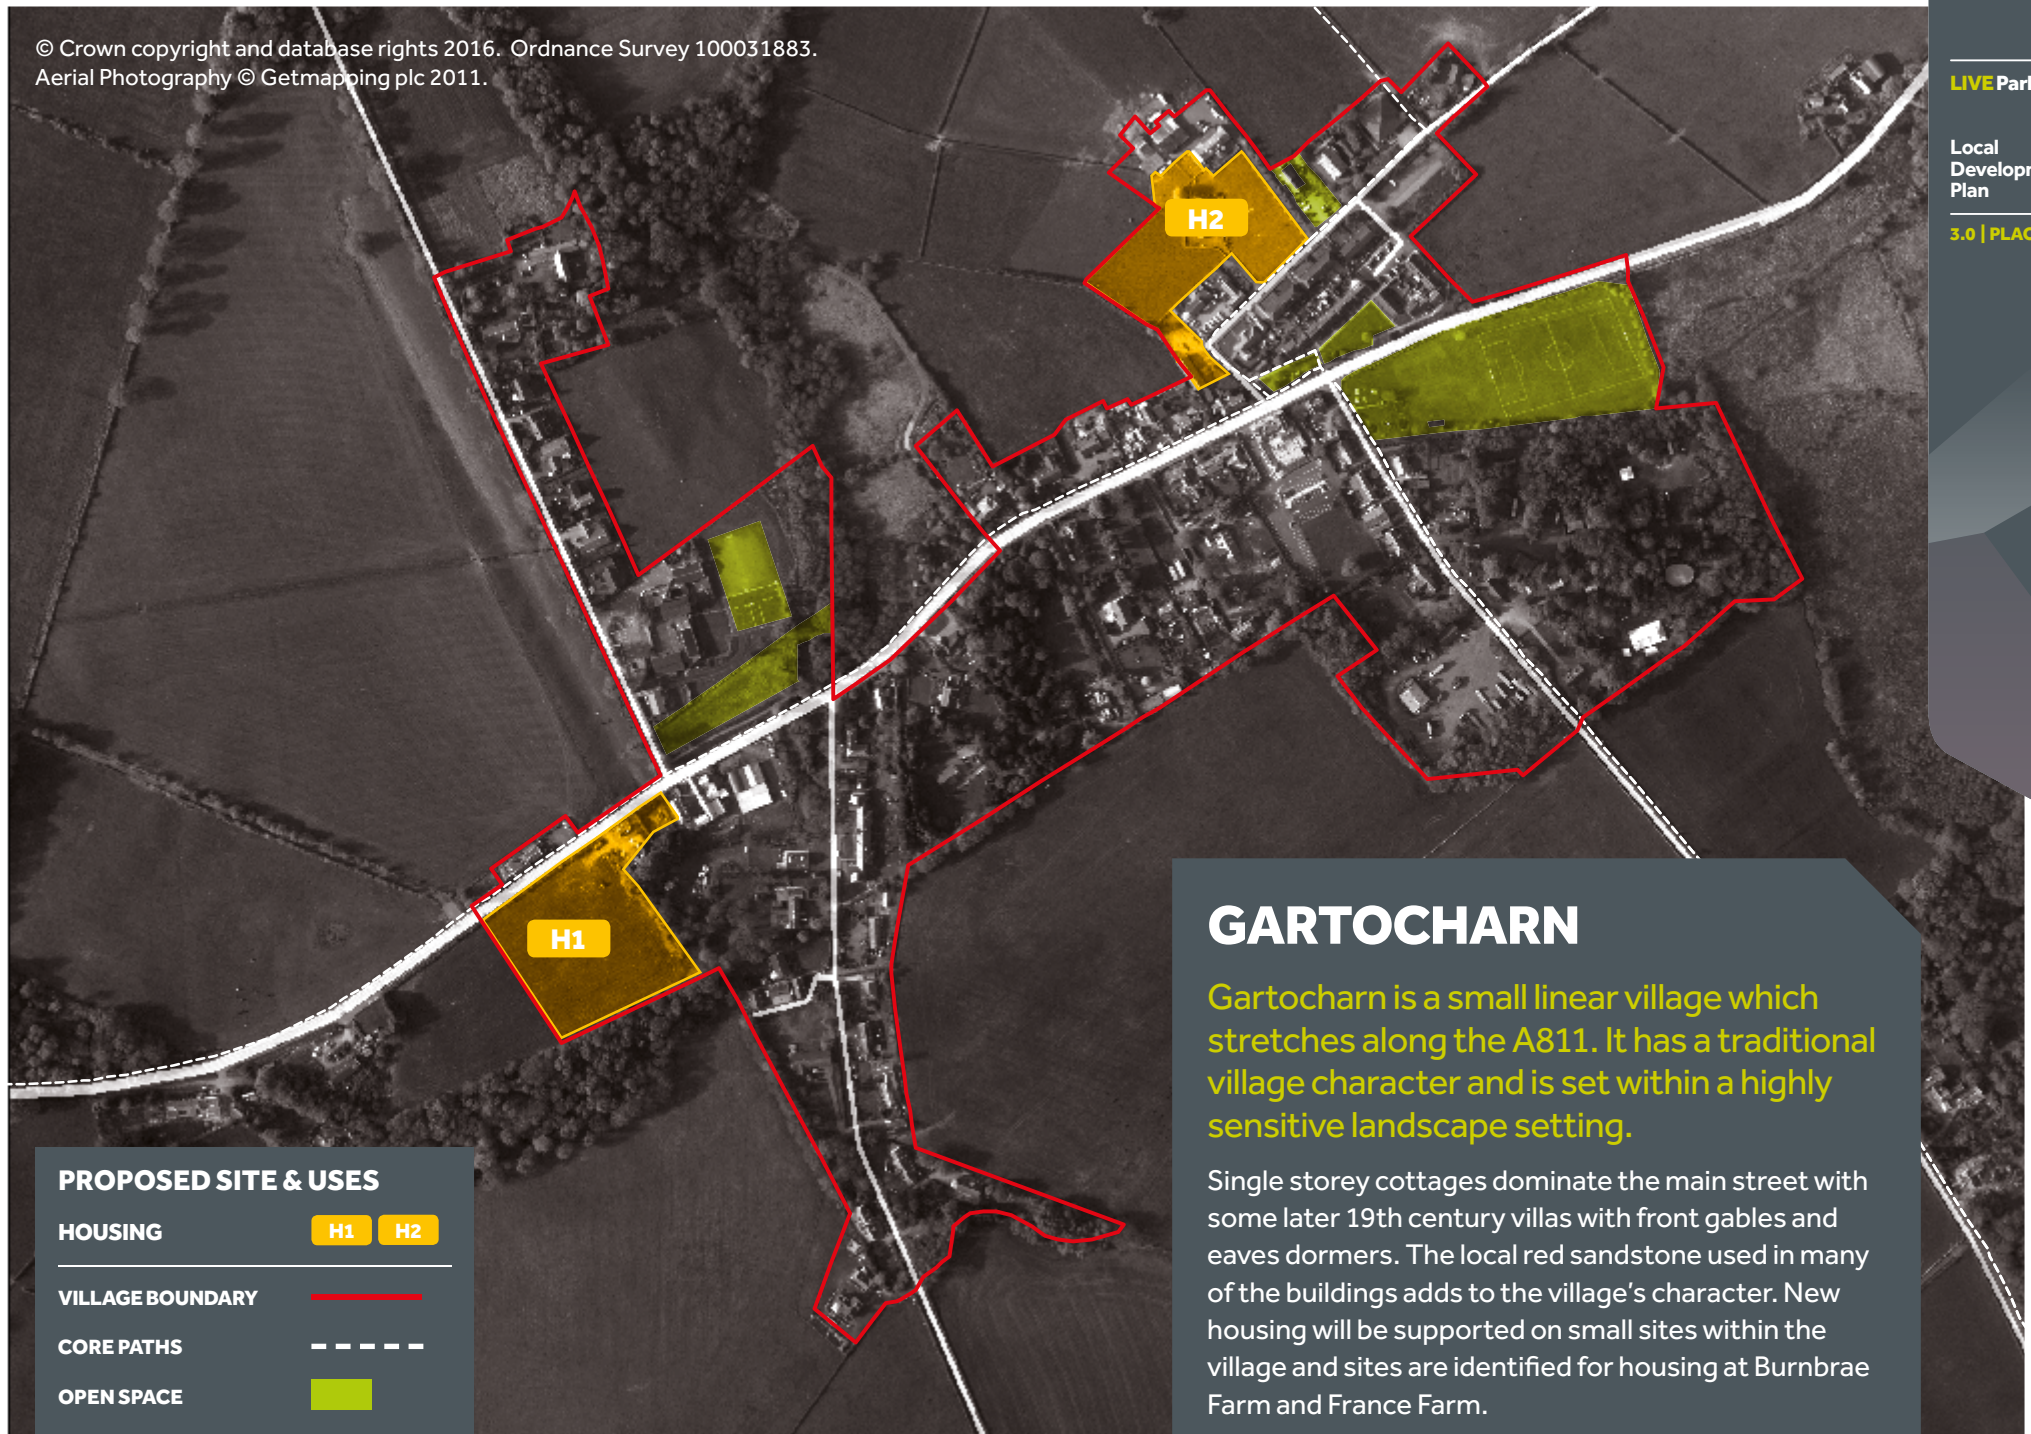 © Crown copyright and database rights 2016. Ordnance Survey 100031883.
Aerial Photography © Getmapping plc 2011.
LIVE Park
Local
Plan
3.0 |
H2
H1
PROPOSED SITE & USES
HOUSING H1 H2
VILLAGE BOUNDARY
CORE PATHS
OPEN SPACE
GARTOCHARN
Gartocharn is a small linear village which
stretches along the A811. It has a traditional
village character and is set within a highly
sensitive landscape setting.
Single storey cottages dominate the main street with
some later 19th century villas with front gables and
eaves dormers. The local red sandstone used in many
of the buildings adds to the village's character. New
housing will be supported on small sites within the
village and sites are identified for housing at Burnbrae
Farm and France Farm.